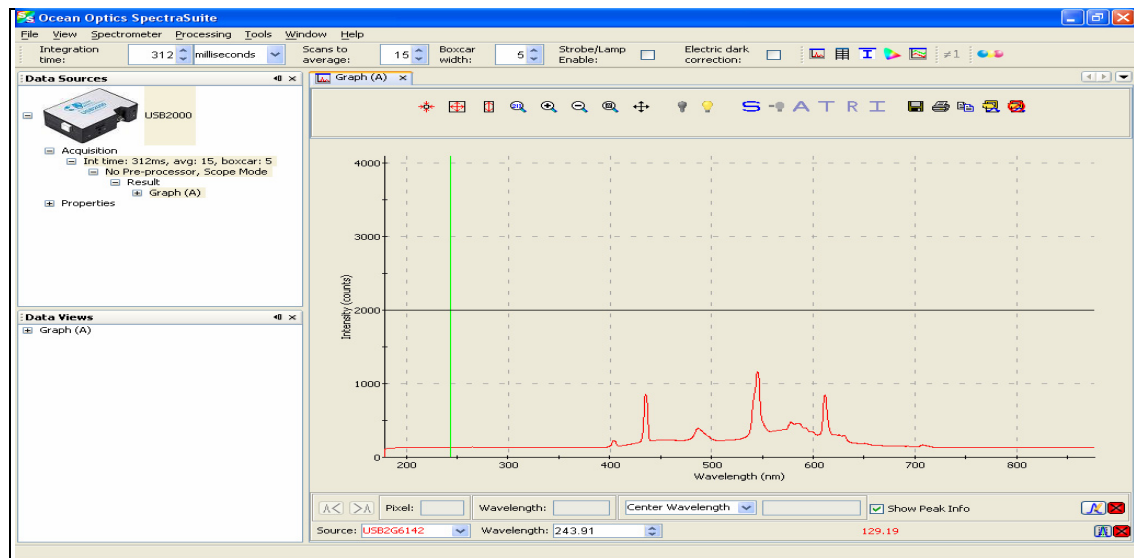 Ocean Optics SpectraSuite
File View Spectrometer Processing Tools Window Help
Integration time: 312 milliseconds Scans to average: 15 Boxcar width: 5 Strobe/Lamp Enable: Electric dark correction: ≠1
Data Sources
USB2000
Acquisition
Int time: 312ms, avg: 15, boxcar: 5
No Pre-processor, Scope Mode
Result
Graph (A)
Properties
Data Views
Graph (A)
Graph (A)
S A T R I
Intensity (counts)
4000
3000
2000
1000
0
200 300 400 500 600 700 800
Wavelength (nm)
Pixel: Wavelength: Center Wavelength Show Peak Info
Source: USB2G6142 Wavelength: 243.91 129.19